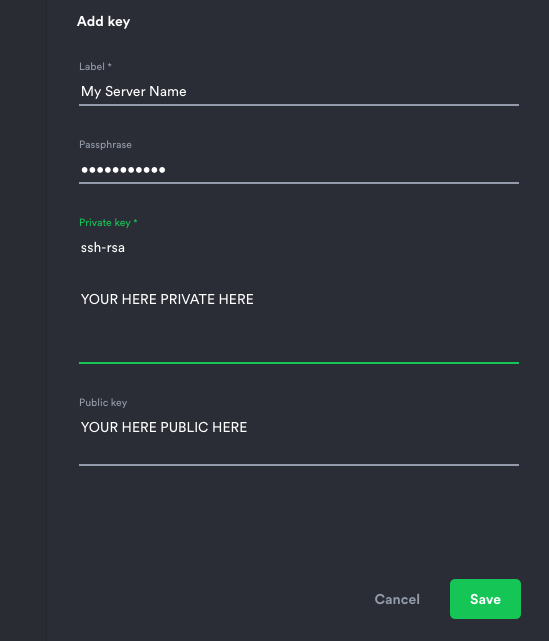 Add key
Label *
My Server Name
Passphrase
•••••••••••
Private key *
ssh-rsa
YOUR HERE PRIVATE HERE
Public key
YOUR HERE PUBLIC HERE
Cancel Save